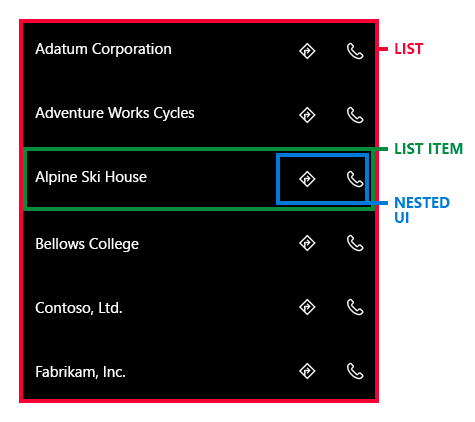 Adatum Corporation
LIST
Adventure Works Cycles
LIST ITEM
Alpine Ski House
NESTED
UI
Bellows College
Contoso, Ltd.
Fabrikam, Inc.